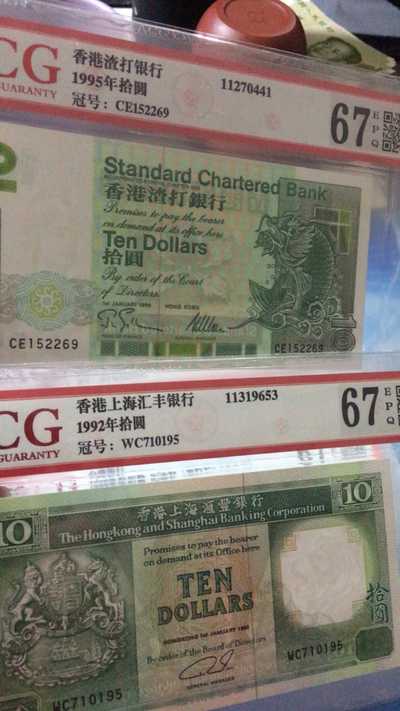 CG
GUARANTY
香港渣打银行
1995年拾圆
冠号：CE152269
11270441
67
E
P
Q
Standard Chartered Bank
香港渣打銀行
Promises to pay the bearer
on demand at its office here
Ten Dollars
拾圓
By order of the Court
of Directors
HONG KONG
CE152269
CE152269
10
CG
GUARANTY
香港上海汇丰银行
1992年拾圆
冠号：WC710195
11319653
67
E
P
Q
10
香港上海滙豐銀行
10
The Hongkong and Shanghai Banking Corporation
Promises to pay the bearer
on demand at its Office here
TEN
DOLLARS
拾圓
By order of the Board of Directors
GENERAL MANAGER
WC710195
WC710195